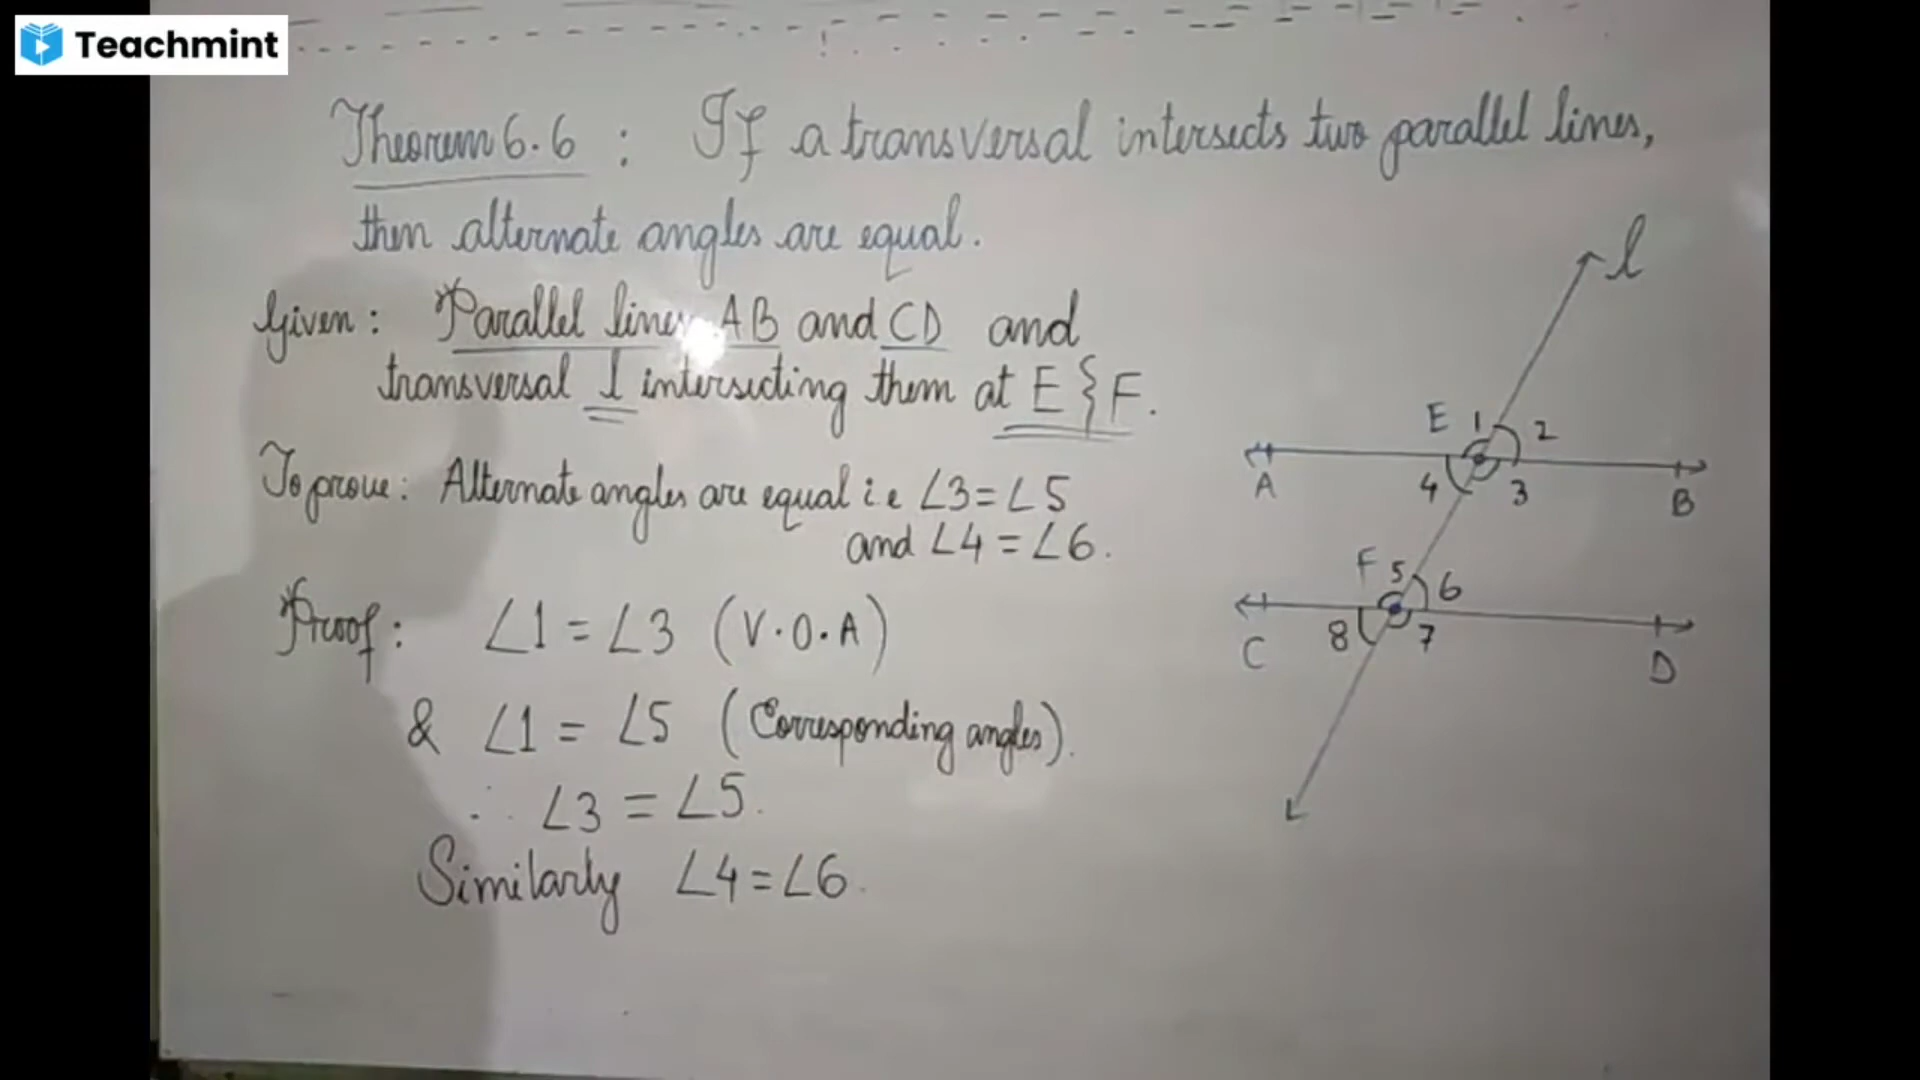 Teachmint
Theorem 6.6 : If a transversal intersects two parallel lines,
then alternate angles are equal.
Given: Parallel lines AB and CD and
transversal l intersecting them at E & F.
To prove: Alternate angles are equal i.e ∠3=∠5
and ∠4=∠6.
Proof: ∠1=∠3 (V.O.A)
& ∠1=∠5 (Corresponding angles).
∴ ∠3=∠5.
Similarly ∠4=∠6.
l
E 1 2
A 4 3 B
F 5 6
C 8 7 D